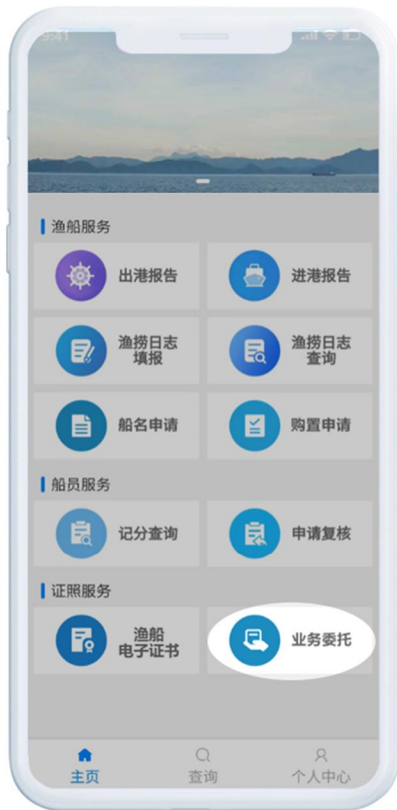 9:41
渔船服务
出港报告
进港报告
渔捞日志
填报
渔捞日志
查询
船名申请
购置申请
船员服务
记分查询
申请复核
证照服务
渔船
电子证书
业务委托
主页
查询
个人中心